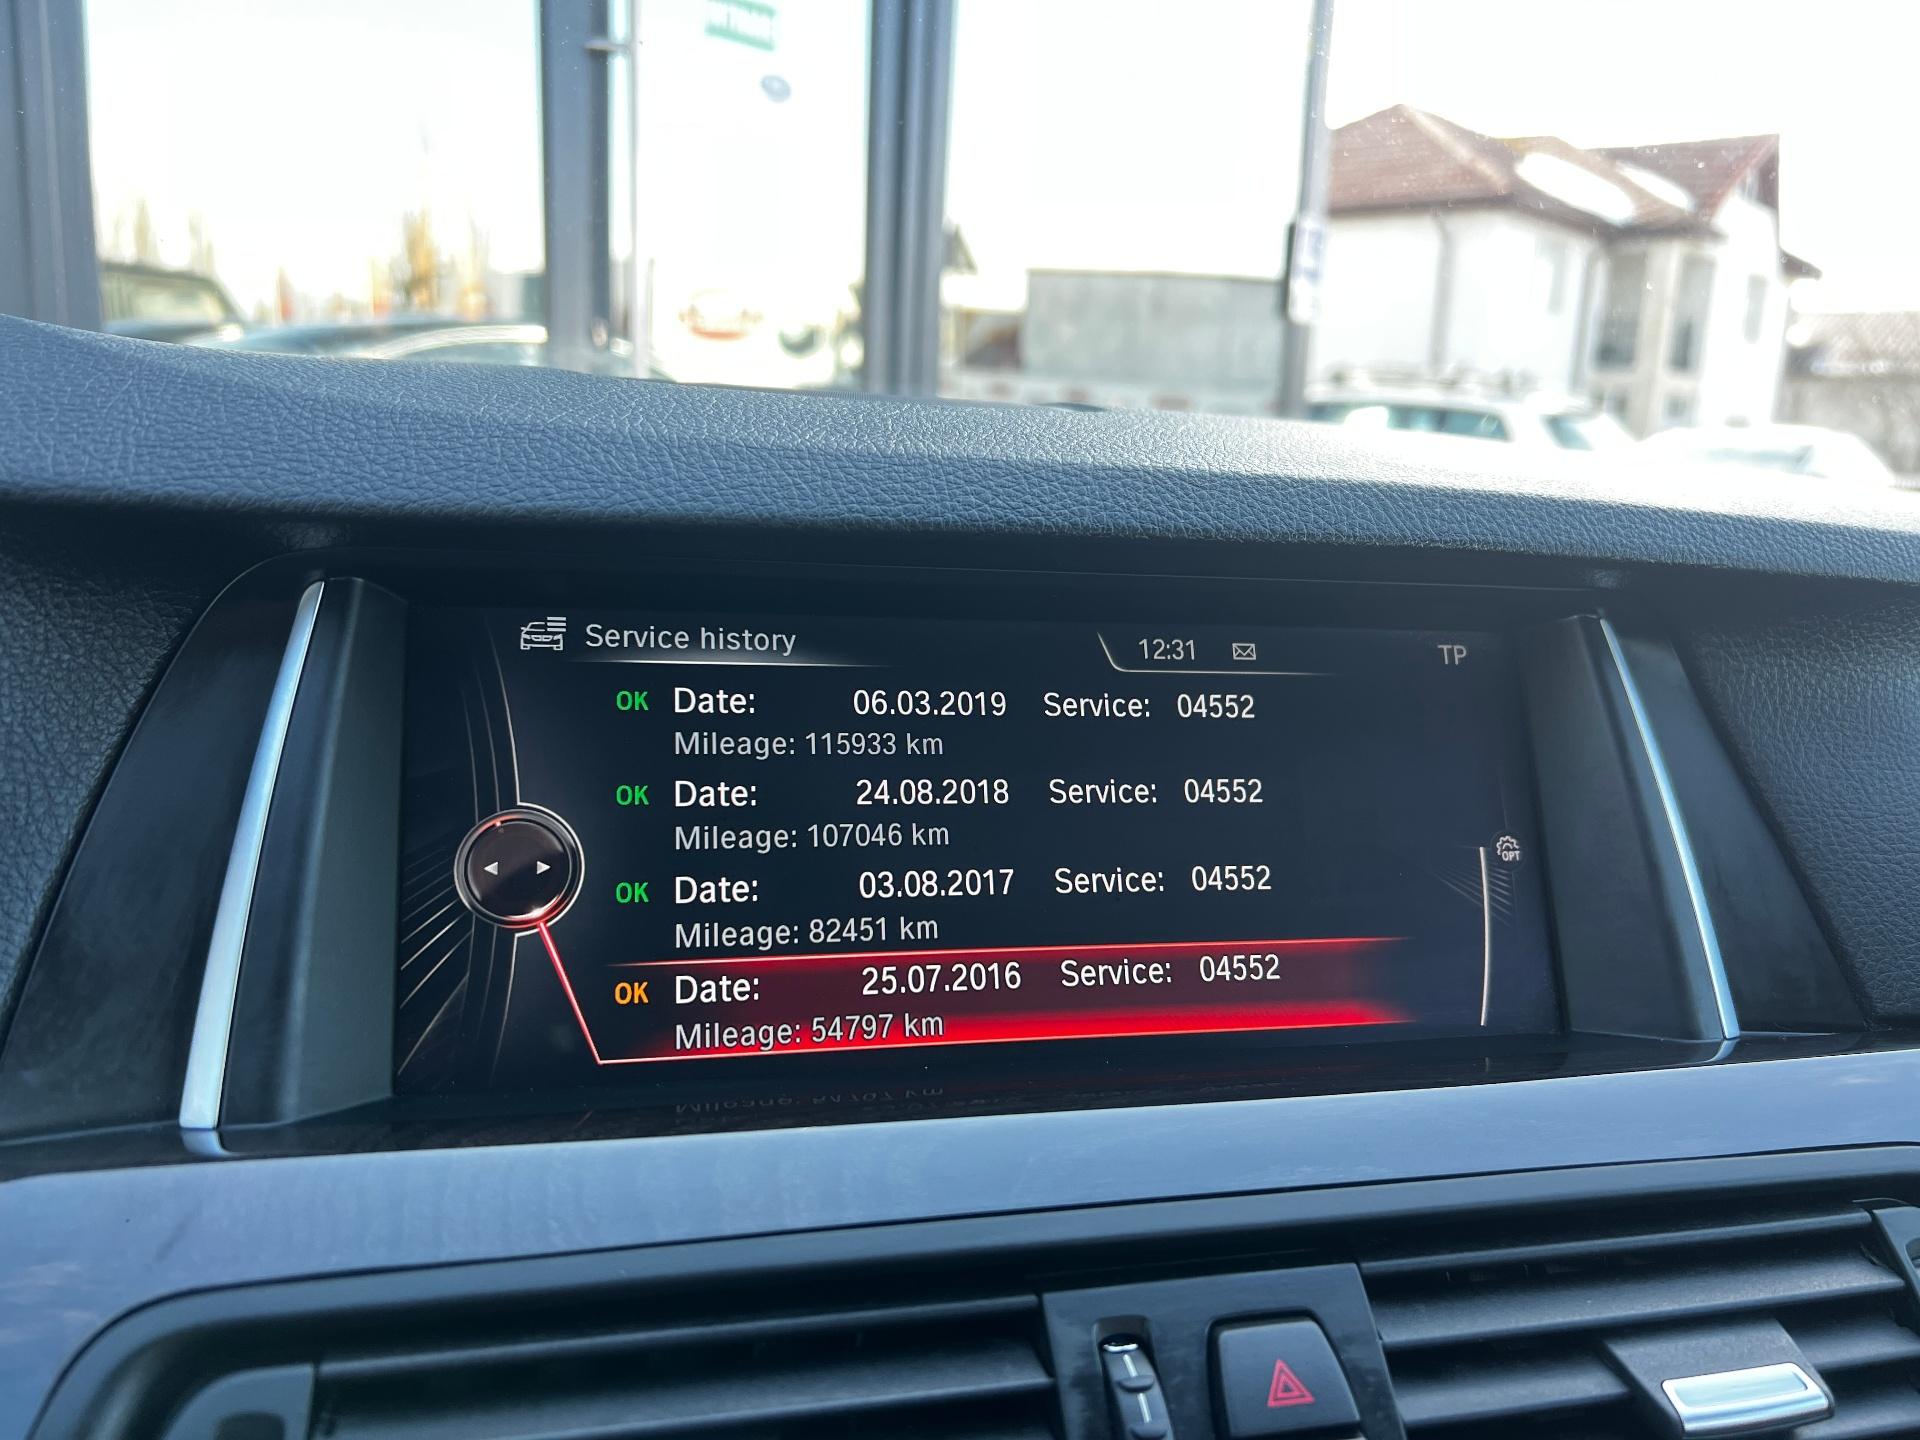 Service history 12:31 TP
OK Date: 06.03.2019 Service: 04552
Mileage: 115933 km
OK Date: 24.08.2018 Service: 04552
Mileage: 107046 km
OPT
OK Date: 03.08.2017 Service: 04552
Mileage: 82451 km
OK Date: 25.07.2016 Service: 04552
Mileage: 54797 km